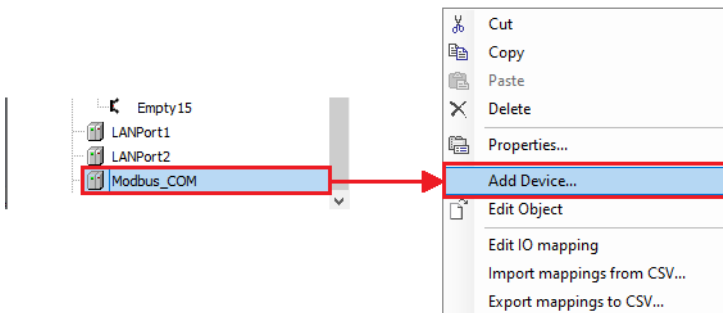 Empty15
LANPort1
LANPort2
Modbus_COM
Cut
Copy
Paste
Delete
Properties...
Add Device...
Edit Object
Edit IO mapping
Import mappings from CSV...
Export mappings to CSV...